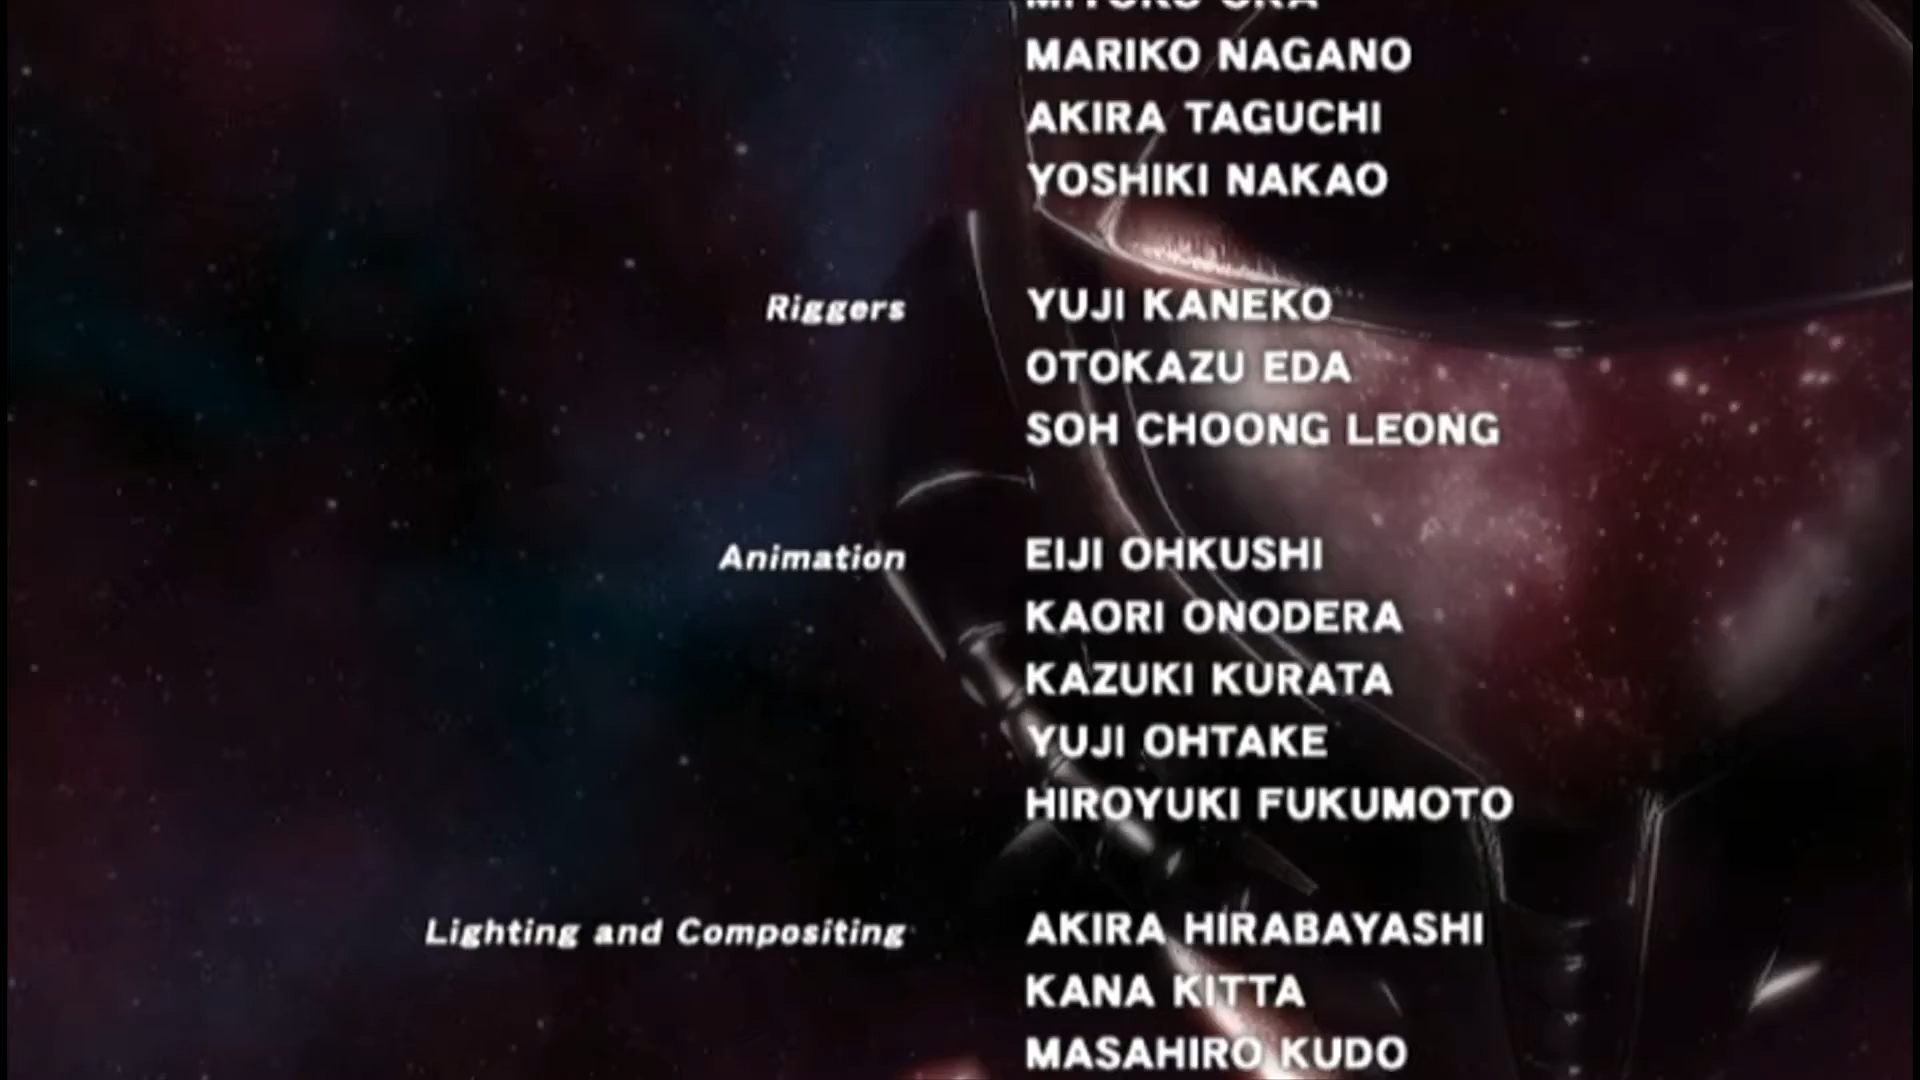 MARIKO NAGANO
AKIRA TAGUCHI
YOSHIKI NAKAO
Riggers YUJI KANEKO
OTOKAZU EDA
SOH CHOONG LEONG
Animation EIJI OHKUSHI
KAORI ONODERA
KAZUKI KURATA
YUJI OHTAKE
HIROYUKI FUKUMOTO
Lighting and Compositing AKIRA HIRABAYASHI
KANA KITTA
MASAHIRO KUDO